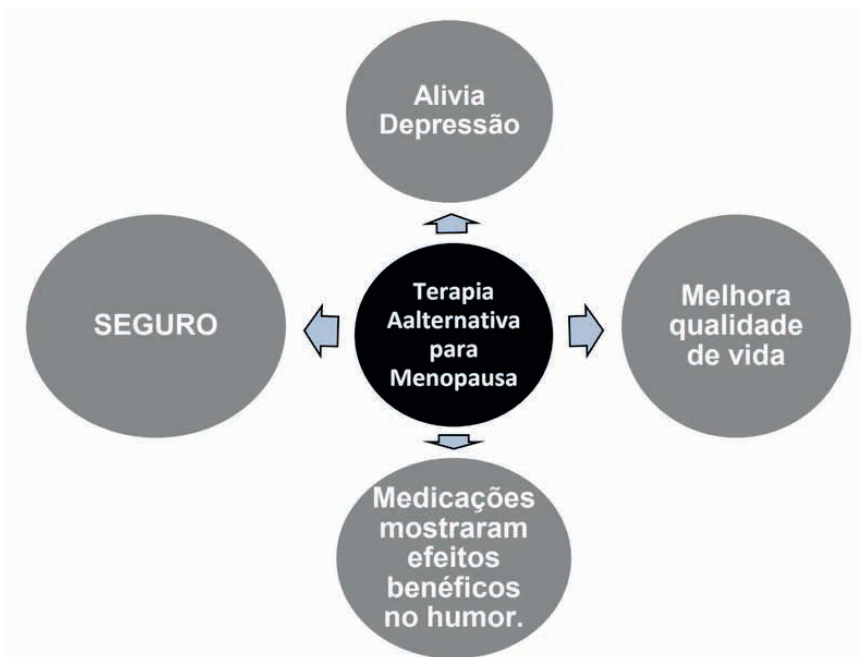 Alivia
Depressão
SEGURO
Terapia
Aalternativa
para
Menopausa
Melhora
qualidade
de vida
Medicações
mostraram
efeitos
benéficos
no humor.